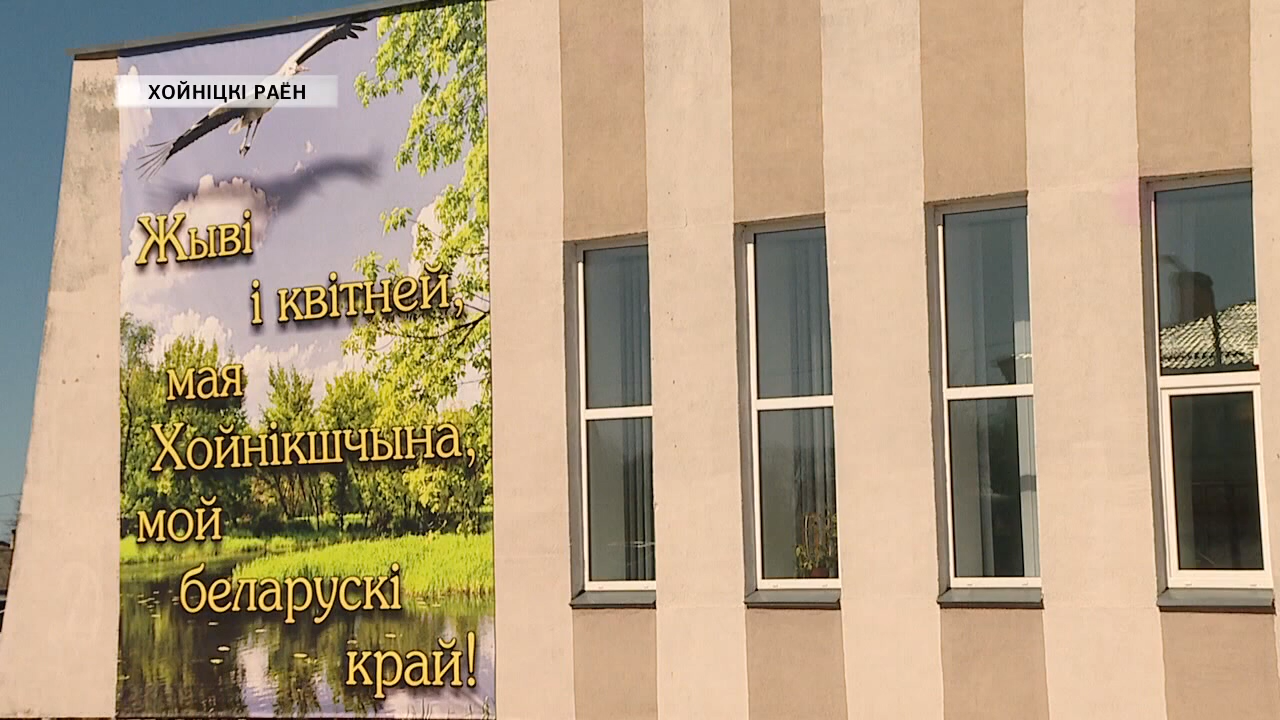 ХОЙНІЦКІ РАЁН
Жыві
і квітней,
мая
Хойнікшчына,
мой
беларускі
край!